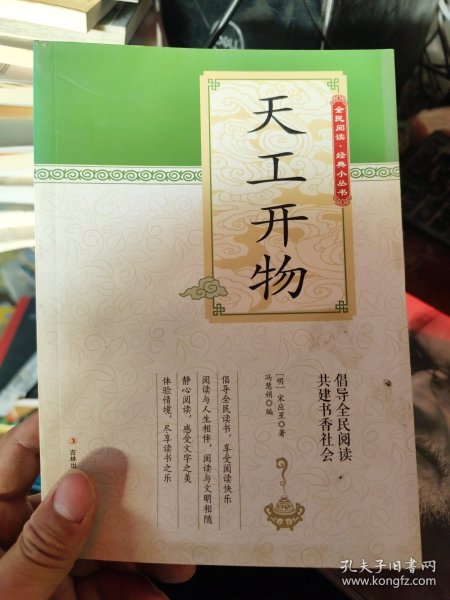 天工开物
全民阅读·经典小丛书
倡导全民阅读
共建书香社会
[明]宋应星 著
冯慧娟 编
倡导全民读书，享受阅读快乐
阅读与人生相伴，阅读与文明相随
静心阅读，感受文字之美
体验情境，尽享读书之乐
吉林出
孔夫子旧书网
www.kongfz.com